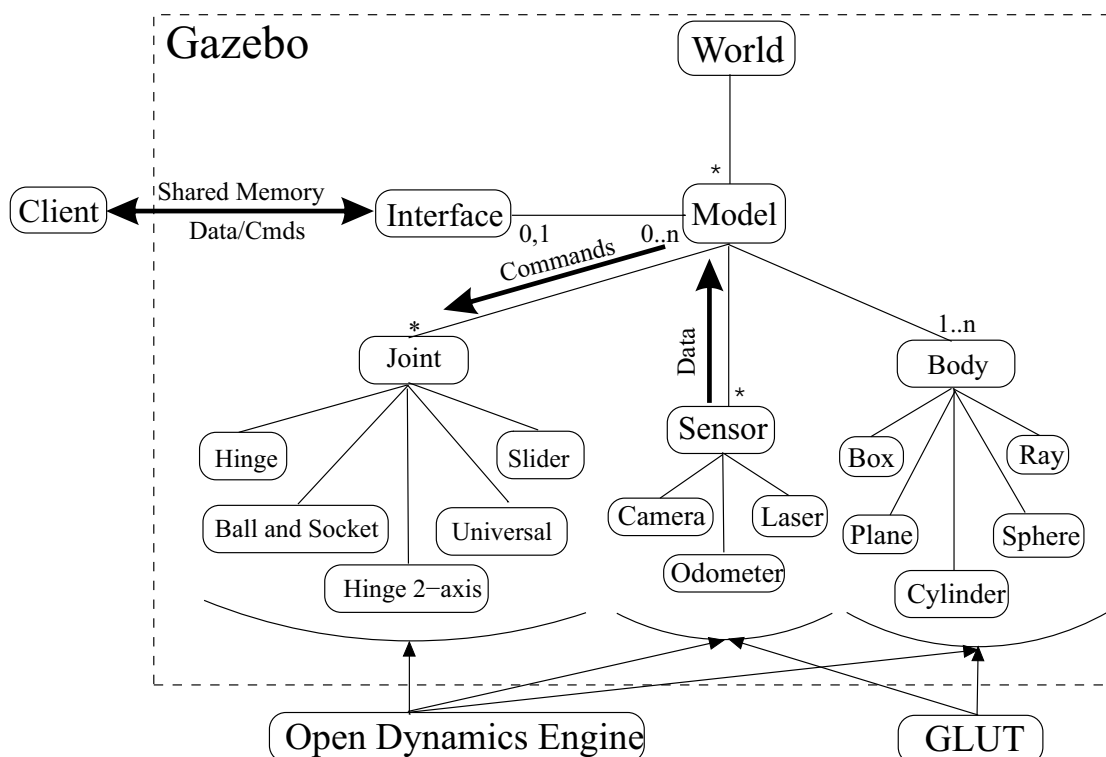 Gazebo
World
*
Shared Memory
Client
Interface
Model
Data/Cmds
0,1
0..n
Commands
Data
*
1..n
Joint
Body
*
Sensor
Hinge
Slider
Box
Ray
Camera
Laser
Ball and Socket
Universal
Plane
Sphere
Odometer
Hinge 2−axis
Cylinder
Open Dynamics Engine
GLUT